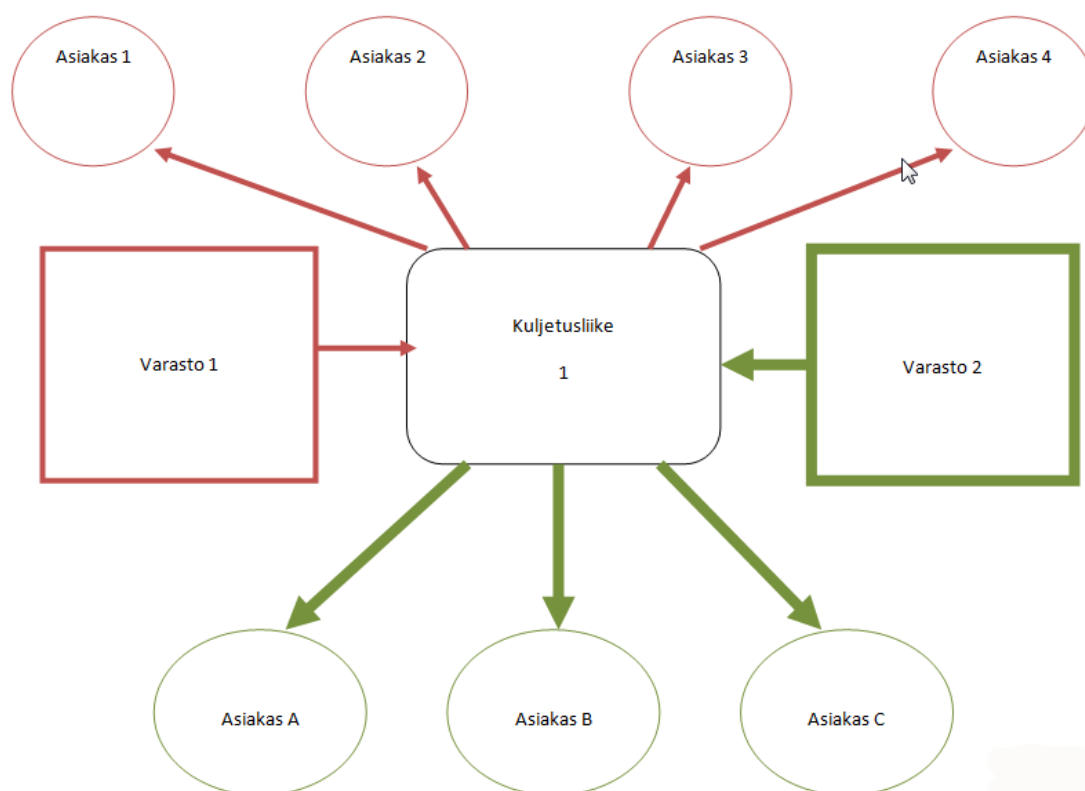 Asiakas 1
Asiakas 2
Asiakas 3
Asiakas 4
Varasto 1
Kuljetusliike
1
Varasto 2
Asiakas A
Asiakas B
Asiakas C